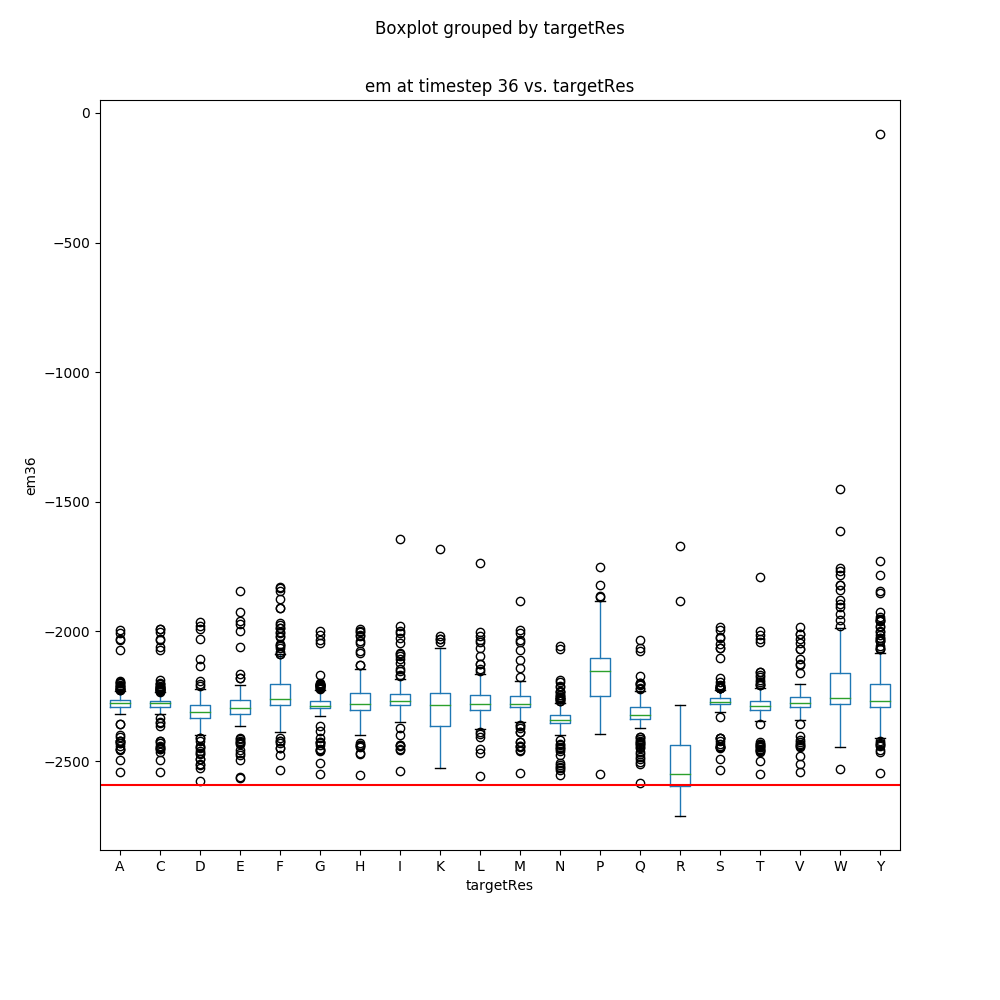 Boxplot grouped by targetRes
em at timestep 36 vs. targetRes
0
−500
−1000
−1500
−2000
−2500
em36
A C D E F G H I K L M N P Q R S T V W Y
targetRes